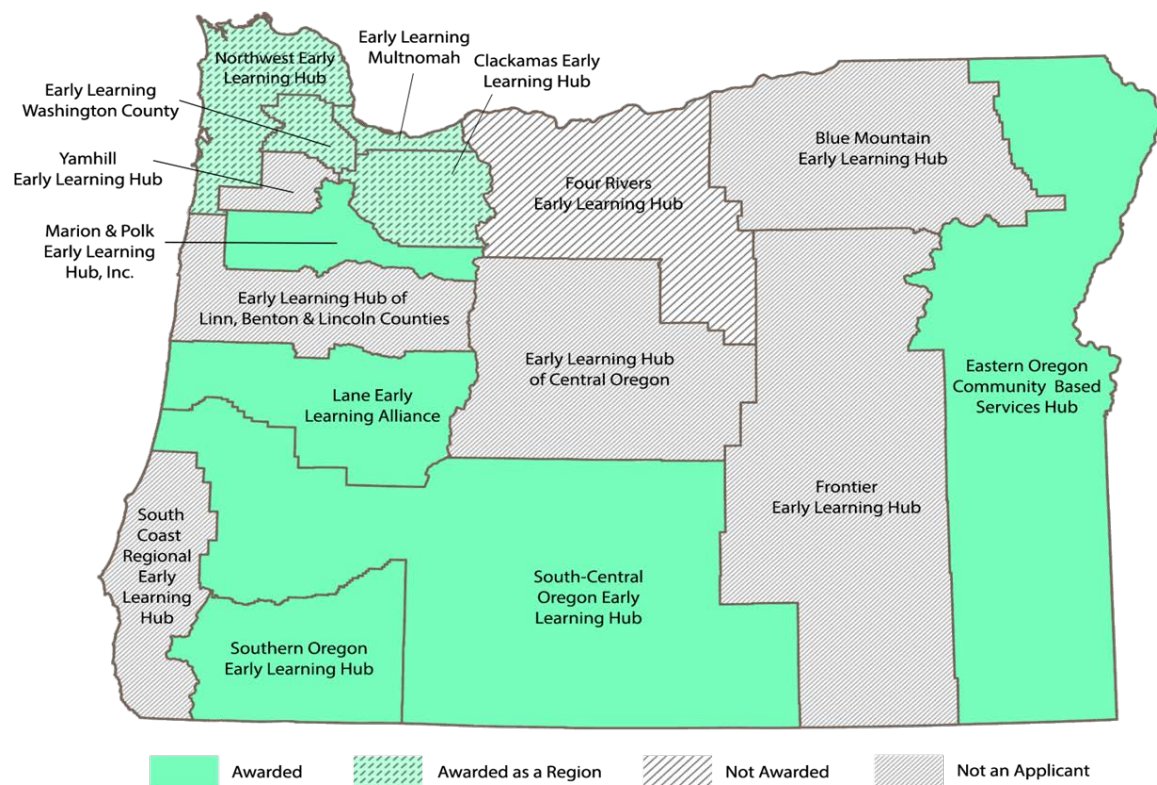 Northwest Early
Learning Hub
Early Learning
Multnomah
Clackamas Early
Learning Hub
Early Learning
Washington County
Yamhill
Early Learning Hub
Marion & Polk
Early Learning
Hub, Inc.
Four Rivers
Early Learning Hub
Blue Mountain
Early Learning Hub
Early Learning Hub of
Linn, Benton & Lincoln Counties
Early Learning Hub
of Central Oregon
Eastern Oregon
Community Based
Services Hub
Lane Early
Learning Alliance
Frontier
Early Learning Hub
South
Coast
Regional
Early
Learning
Hub
South-Central
Oregon Early
Learning Hub
Southern Oregon
Early Learning Hub
Awarded
Awarded as a Region
Not Awarded
Not an Applicant